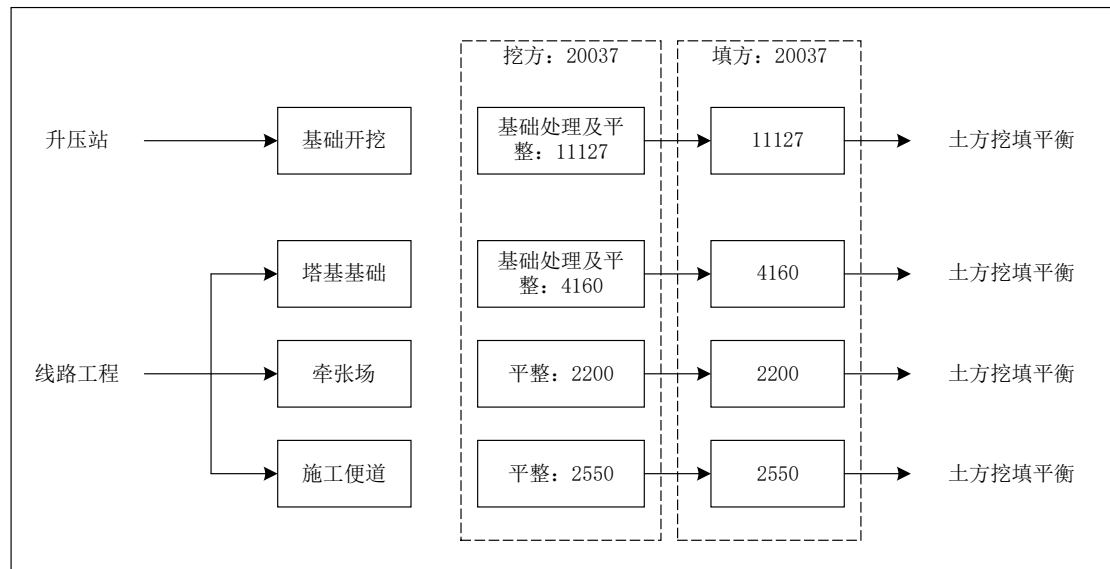 挖方：20037
填方：20037
升压站
基础开挖
基础处理及平
整：11127
11127
土方挖填平衡
塔基基础
基础处理及平
整：4160
4160
土方挖填平衡
线路工程
牵张场
平整：2200
2200
土方挖填平衡
施工便道
平整：2550
2550
土方挖填平衡